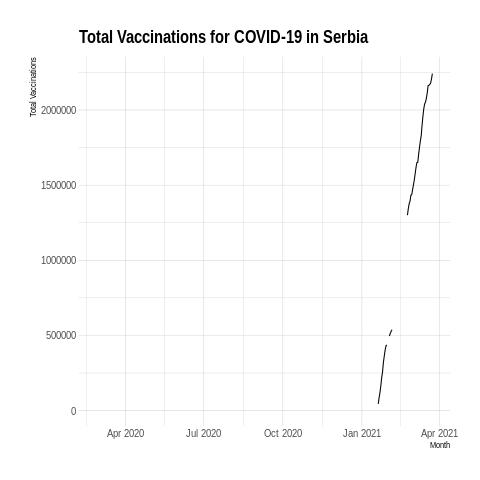 Total Vaccinations for COVID-19 in Serbia
Total Vaccinations
2000000
1500000
1000000
500000
0
Apr 2020 Jul 2020 Oct 2020 Jan 2021 Apr 2021
Month